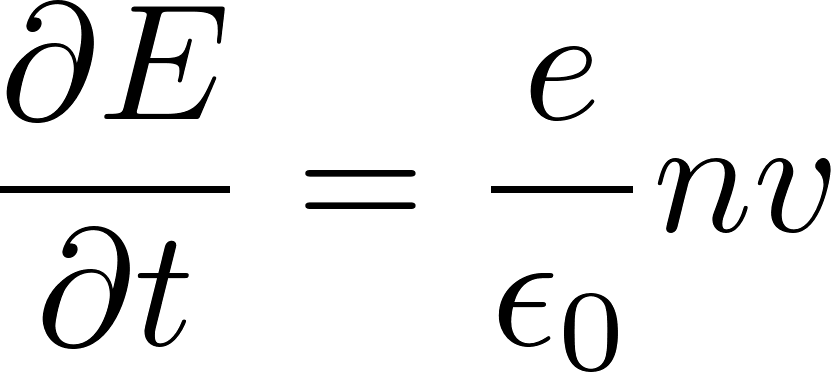 ∂E/∂t = e/ϵ₀ nv